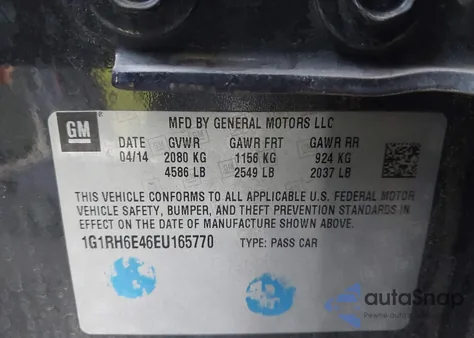 GM
MFD BY GENERAL MOTORS LLC
DATE GVWR GAWR FRT GAWR RR
04/14 2080 KG 1156 KG 924 KG
4586 LB 2549 LB 2037 LB
THIS VEHICLE CONFORMS TO ALL APPLICABLE U.S. FEDERAL MOTOR
VEHICLE SAFETY, BUMPER, AND THEFT PREVENTION STANDARDS IN
EFFECT ON THE DATE OF MANUFACTURE SHOWN ABOVE.
1G1RH6E46EU165770 TYPE: PASS CAR
autoSnap
Pewne auto